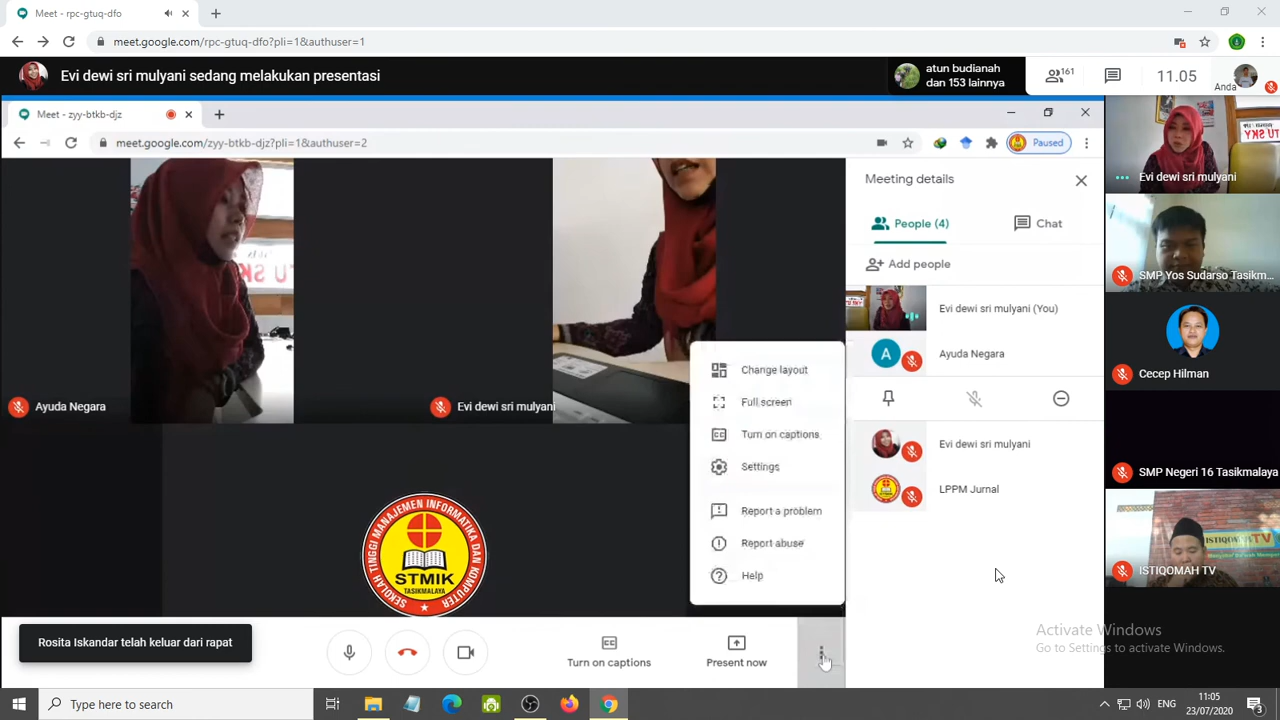 Meet - rpc-gtuq-dfo
meet.google.com/rpc-gtuq-dfo?pli=1&authuser=1
Evi dewi sri mulyani sedang melakukan presentasi
atun budianah
dan 153 lainnya
161
11.05
Anda
Meet - zyy-btkb-djz
meet.google.com/zyy-btkb-djz?pli=1&authuser=2
Paused
Meeting details
People (4)
Chat
Add people
Evi dewi sri mulyani (You)
Ayuda Negara
Evi dewi sri mulyani
LPPM Jurnal
Ayuda Negara
Evi dewi sri mulyani
Change layout
Full screen
Turn on captions
Settings
Report a problem
Report abuse
Help
SEKOLAH TINGGI MANAJEMEN INFORMATIKA DAN KOMPUTER
STMIK
TASIKMALAYA
Rosita Iskandar telah keluar dari rapat
Turn on captions
Present now
Evi dewi sri mulyani
SMP Yos Sudarso Tasikm...
Cecep Hilman
SMP Negeri 16 Tasikmalaya
ISTIQOMAH TV
Activate Windows
Go to Settings to activate Windows.
Type here to search
ENG
11:05
23/07/2020
3